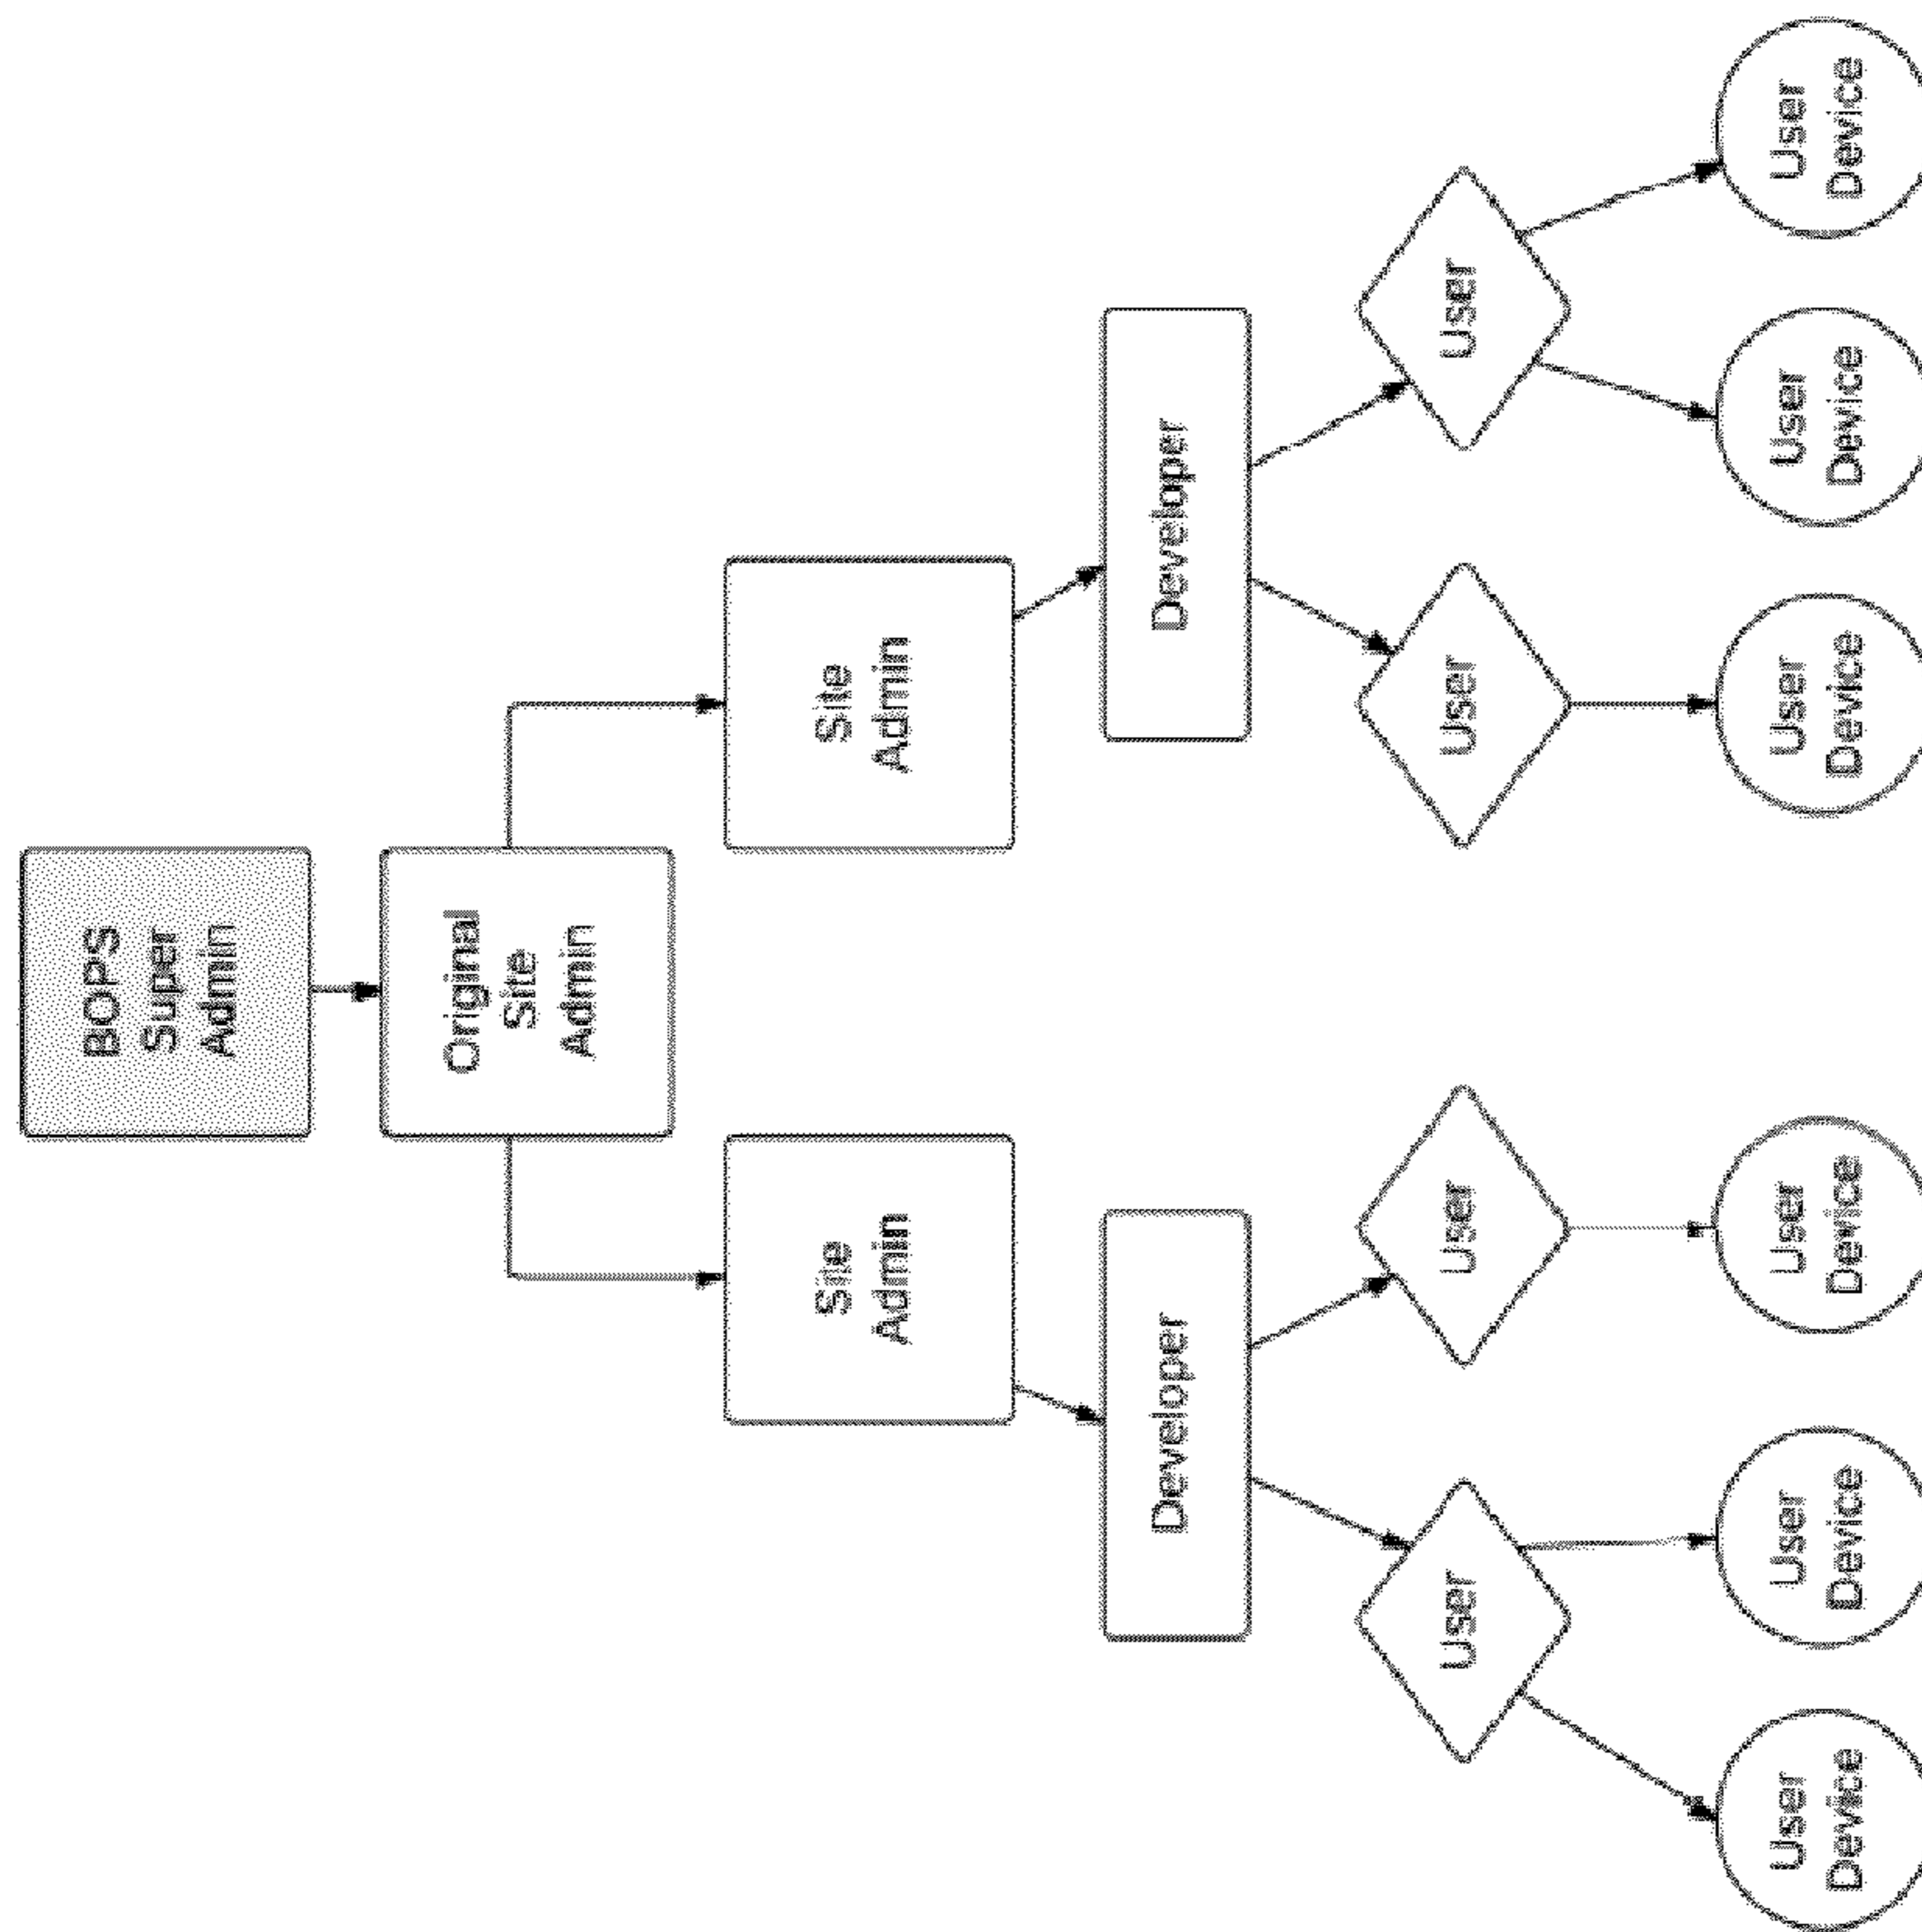 BOPS
Super
Admin
Original
Site
Admin
Site
Admin
Site
Admin
Developer
Developer
User
User
User
User
User
Device
User
Device
User
Device
User
Device
User
Device
User
Device